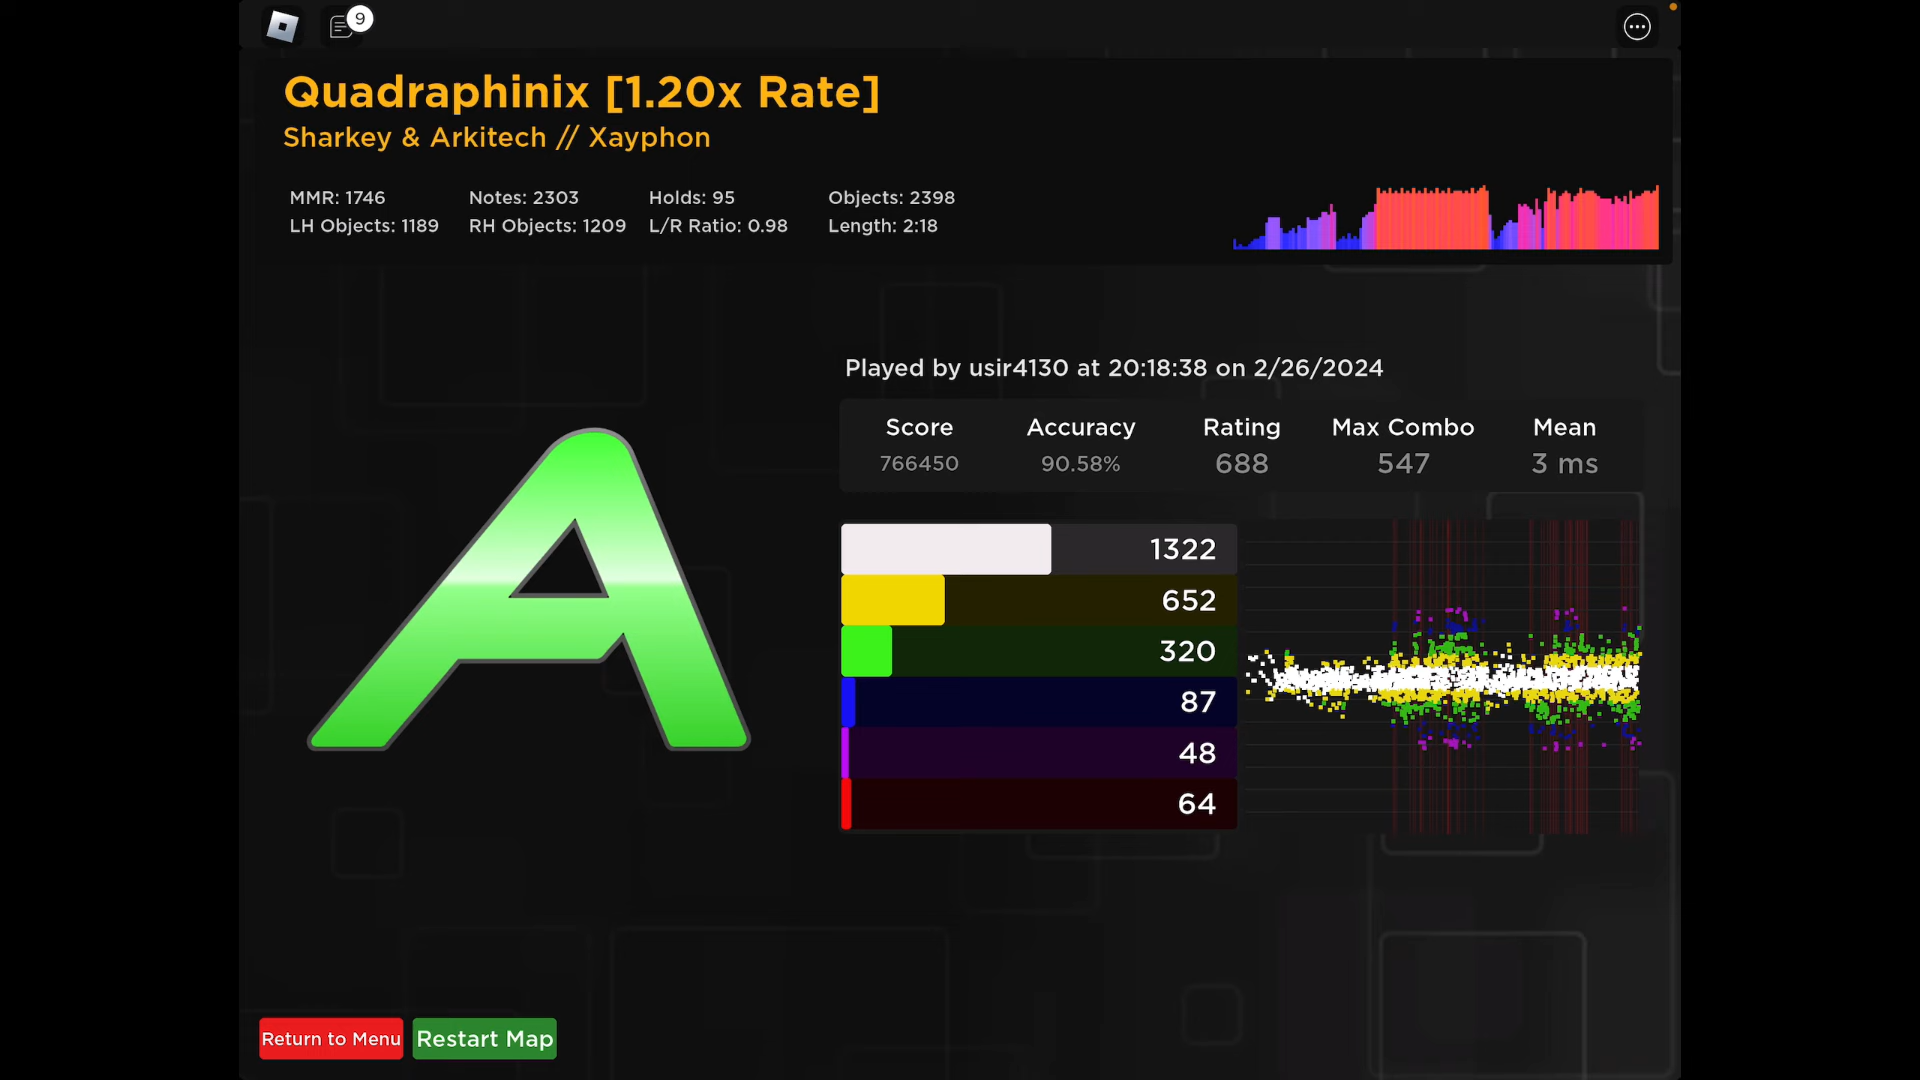 9
Quadraphinix [1.20x Rate]
Sharkey & Arkitech // Xayphon
MMR: 1746 Notes: 2303 Holds: 95 Objects: 2398
LH Objects: 1189 RH Objects: 1209 L/R Ratio: 0.98 Length: 2:18
Played by usir4130 at 20:18:38 on 2/26/2024
Score Accuracy Rating Max Combo Mean
766450 90.58% 688 547 3 ms
A
1322
652
320
87
48
64
Return to Menu Restart Map